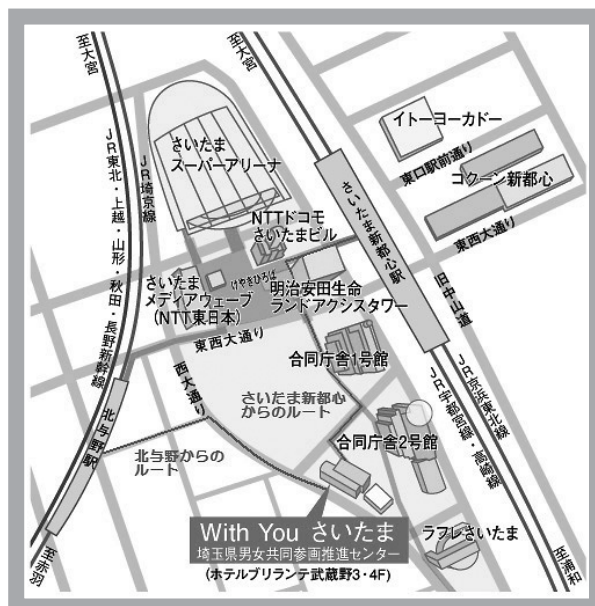 至大宮
至大宮
JR東北・上越・山形・秋田・長野新幹線
JR埼京線
さいたま
スーパーアリーナ
イトーヨーカドー
東口駅前通り
コクーン新都心
東西大通り
NTTドコモ
さいたまビル
さいたま新都心駅
けやきひろば
さいたま
メディアウェーブ
(NTT東日本)
明治安田生命
ランドアクシスタワー
旧中山道
東西大通り
西大通り
合同庁舎1号館
さいたま新都心
からのルート
JR京浜東北線
JR宇都宮線・高崎線
北与野駅
北与野からの
ルート
合同庁舎2号館
With You さいたま
埼玉県男女共同参画推進センター
(ホテルブリランテ武蔵野3・4F)
ラフレさいたま
至赤羽
至浦和